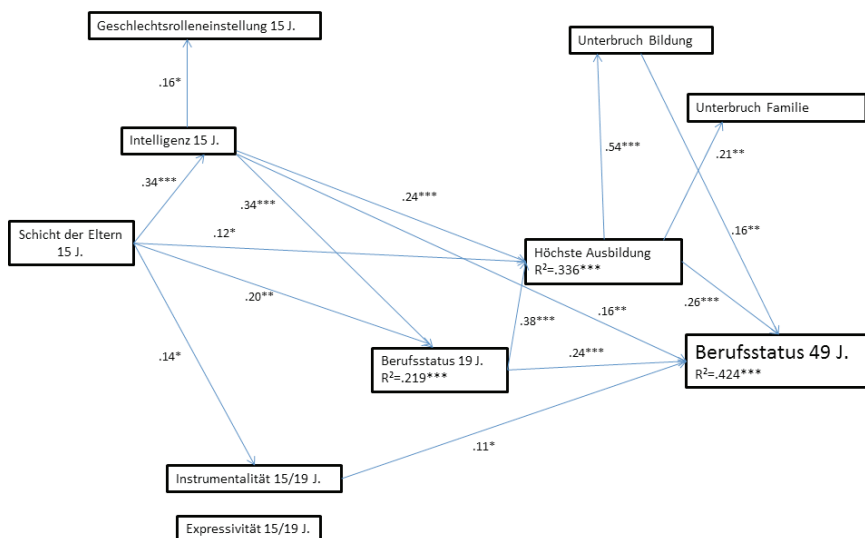 Geschlechtsrolleneinstellung 15 J.
Unterbruch Bildung
.16*
Unterbruch Familie
Intelligenz 15 J.
.54***
.21**
.34***
.34***
.24***
Schicht der Eltern
15 J.
.12*
.16**
Höchste Ausbildung
R²=.336***
.20**
.38***
.16**
.26***
Berufsstatus 19 J.
R²=.219***
.24***
Berufsstatus 49 J.
R²=.424***
.14*
.11*
Instrumentalität 15/19 J.
Expressivität 15/19 J.